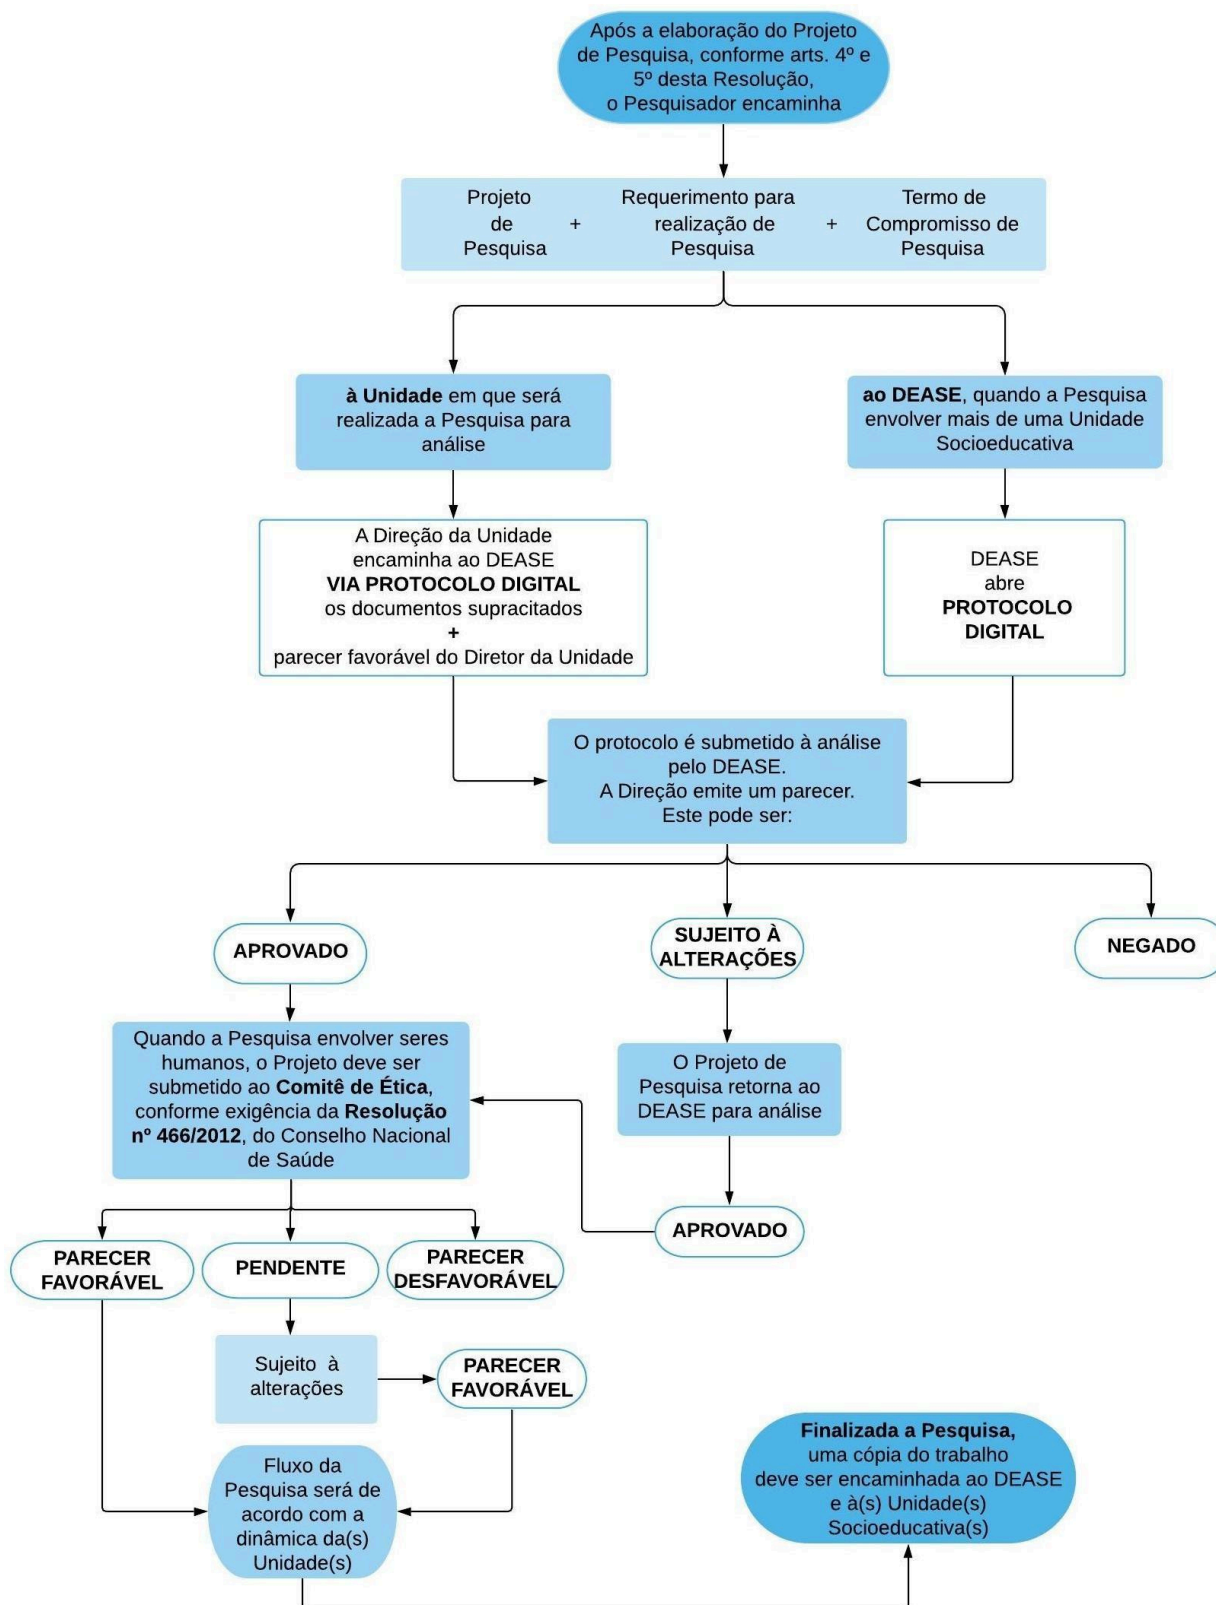 Após a elaboração do Projeto
de Pesquisa, conforme arts. 4º e
5º desta Resolução,
o Pesquisador encaminha
Projeto
de
Pesquisa
+
Requerimento para
realização de
Pesquisa
+
Termo de
Compromisso de
Pesquisa
à Unidade em que será
realizada a Pesquisa para
análise
ao DEASE, quando a Pesquisa
envolver mais de uma Unidade
Socioeducativa
A Direção da Unidade
encaminha ao DEASE
VIA PROTOCOLO DIGITAL
os documentos supracitados
+
parecer favorável do Diretor da Unidade
DEASE
abre
PROTOCOLO
DIGITAL
O protocolo é submetido à análise
pelo DEASE.
A Direção emite um parecer.
Este pode ser:
APROVADO
SUJEITO À
ALTERAÇÕES
NEGADO
Quando a Pesquisa envolver seres
humanos, o Projeto deve ser
submetido ao Comitê de Ética,
conforme exigência da Resolução
nº 466/2012, do Conselho Nacional
de Saúde
O Projeto de
Pesquisa retorna ao
DEASE para análise
APROVADO
PARECER
FAVORÁVEL
PENDENTE
PARECER
DESFAVORÁVEL
Sujeito à
alterações
PARECER
FAVORÁVEL
Fluxo da
Pesquisa será de
acordo com a
dinâmica da(s)
Unidade(s)
Finalizada a Pesquisa,
uma cópia do trabalho
deve ser encaminhada ao DEASE
e à(s) Unidade(s)
Socioeducativa(s)